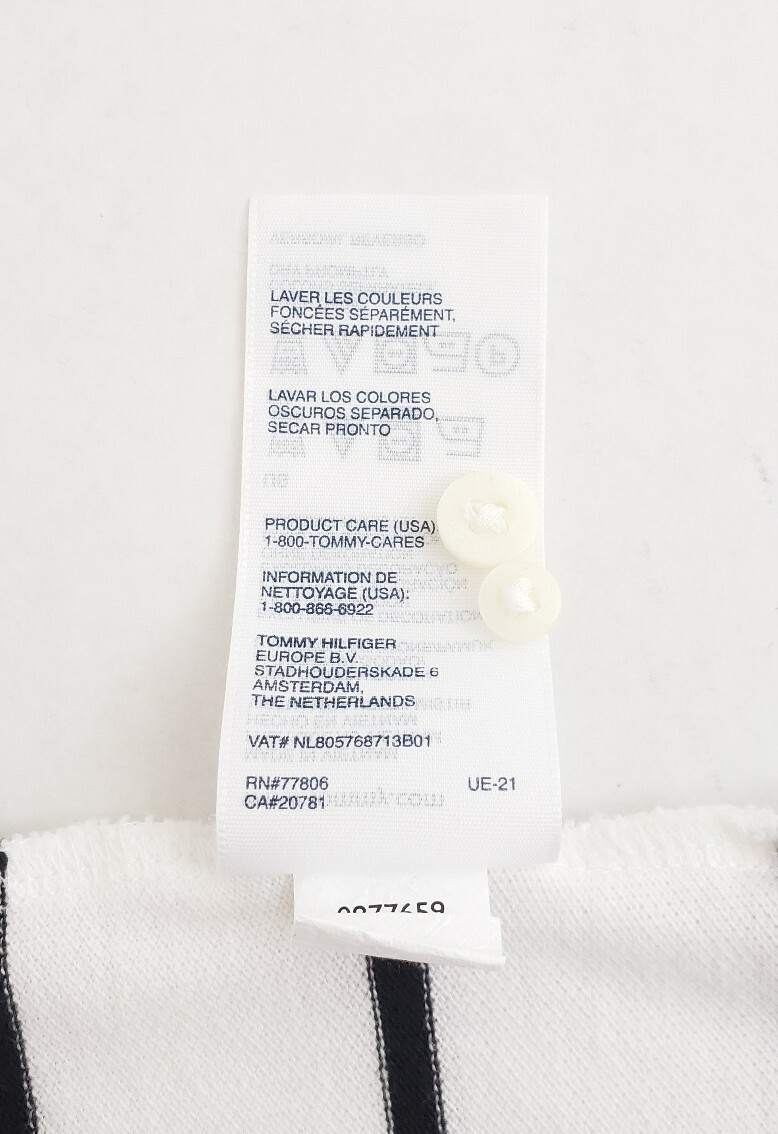 LAVER LES COULEURS
FONCÉES SÉPARÉMENT,
SÉCHER RAPIDEMENT
LAVAR LOS COLORES
OSCUROS SEPARADO,
SECAR PRONTO
PRODUCT CARE (USA)
1-800-TOMMY-CARES
INFORMATION DE
NETTOYAGE (USA):
1-800-866-6922
TOMMY HILFIGER
EUROPE B.V.
STADHOUDERSKADE 6
AMSTERDAM,
THE NETHERLANDS
VAT# NL805768713B01
RN#77806 UE-21
CA#20781